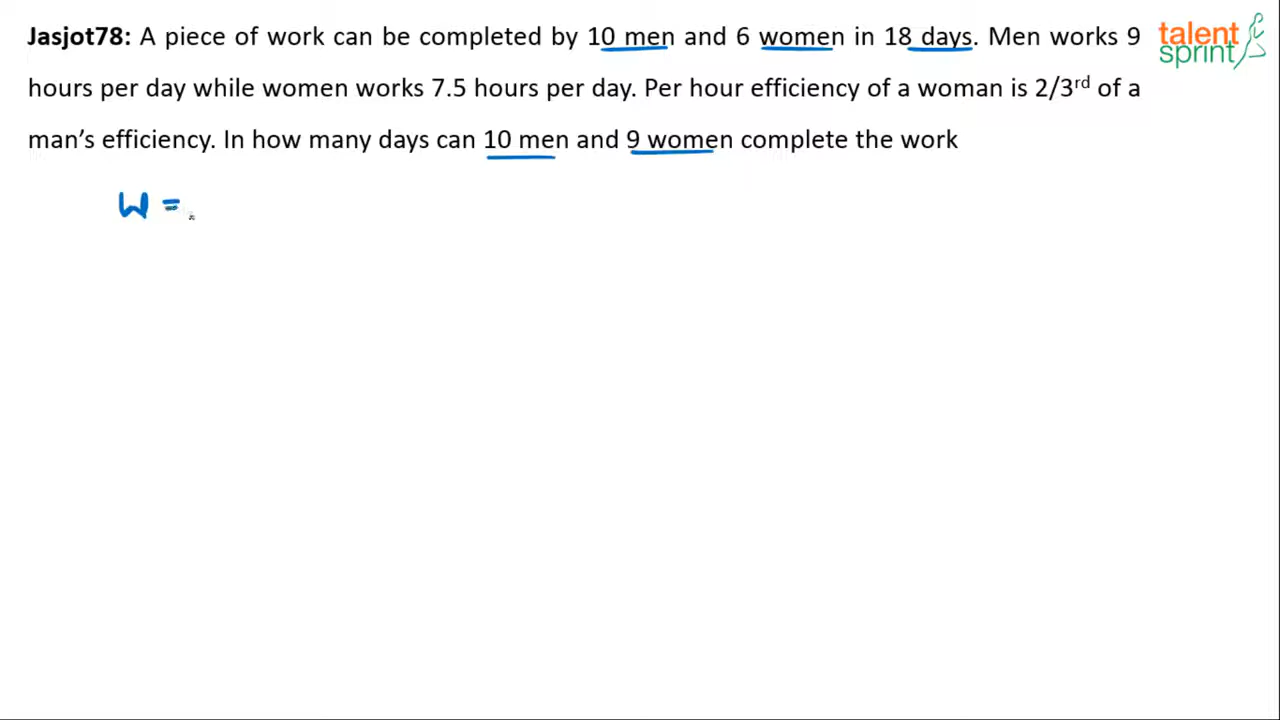 Jasjot78: A piece of work can be completed by 10 men and 6 women in 18 days. Men works 9
hours per day while women works 7.5 hours per day. Per hour efficiency of a woman is 2/3rd of a
man’s efficiency. In how many days can 10 men and 9 women complete the work
talent
sprint
W =